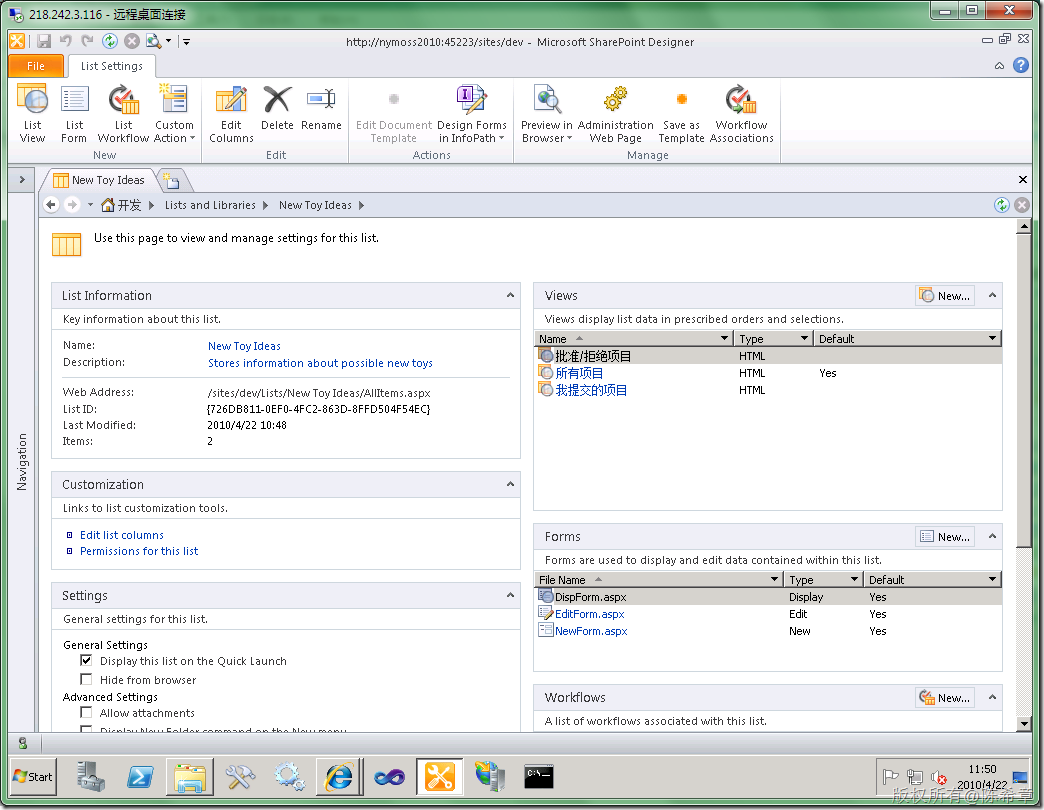 218.242.3.116 - 远程桌面连接
http://nymoss2010:45223/sites/dev - Microsoft SharePoint Designer
File
List Settings
List View
List Form
List Workflow
Custom Action
Edit Columns
Delete
Rename
Edit Document Template
Design Forms in InfoPath
Preview in Browser
Administration Web Page
Save as Template
Workflow Associations
New
Edit
Actions
Manage
New Toy Ideas
开发
Lists and Libraries
New Toy Ideas
Navigation
Use this page to view and manage settings for this list.
List Information
Key information about this list.
Name: New Toy Ideas
Description: Stores information about possible new toys
Web Address: /sites/dev/Lists/New Toy Ideas/AllItems.aspx
List ID: {726DB811-0EF0-4FC2-863D-8FFD504F54EC}
Last Modified: 2010/4/22 10:48
Items: 2
Customization
Links to list customization tools.
Edit list columns
Permissions for this list
Settings
General settings for this list.
General Settings
Display this list on the Quick Launch
Hide from browser
Advanced Settings
Allow attachments
Display New Folder command on the New menu
Views
New...
Views display list data in prescribed orders and selections.
Name Type Default
批准/拒绝项目 HTML
所有项目 HTML Yes
我提交的项目 HTML
Forms
New...
Forms are used to display and edit data contained within this list.
File Name Type Default
DispForm.aspx Display Yes
EditForm.aspx Edit Yes
NewForm.aspx New Yes
Workflows
New...
A list of workflows associated with this list.
Start
C:\_
11:50
2010/4/22
版权所有@陈希章